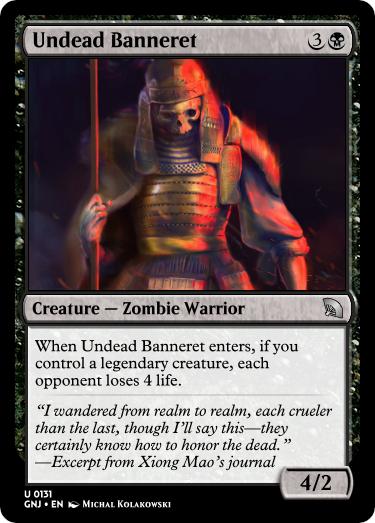 Undead Banneret 3
Creature — Zombie Warrior
When Undead Banneret enters, if you
control a legendary creature, each
opponent loses 4 life.
“I wandered from realm to realm, each crueler
than the last, though I’ll say this—they
certainly know how to honor the dead.”
—Excerpt from Xiong Mao’s journal
4/2
U 0131
GNJ • EN Michal Kolakowski